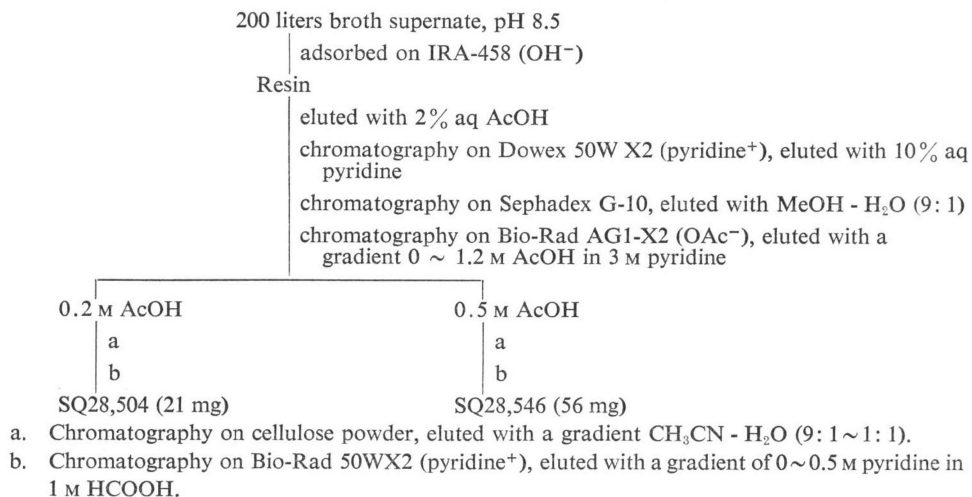 200 liters broth supernate, pH 8.5
adsorbed on IRA-458 (OH⁻)
Resin
eluted with 2% aq AcOH
chromatography on Dowex 50W X2 (pyridine⁺), eluted with 10% aq
pyridine
chromatography on Sephadex G-10, eluted with MeOH - H₂O (9: 1)
chromatography on Bio-Rad AG1-X2 (OAc⁻), eluted with a
gradient 0 ~ 1.2 M AcOH in 3 M pyridine
0.2 M AcOH 0.5 M AcOH
a a
b b
SQ28,504 (21 mg) SQ28,546 (56 mg)
a. Chromatography on cellulose powder, eluted with a gradient CH₃CN - H₂O (9: 1~1: 1).
b. Chromatography on Bio-Rad 50WX2 (pyridine⁺), eluted with a gradient of 0~0.5 M pyridine in
1 M HCOOH.